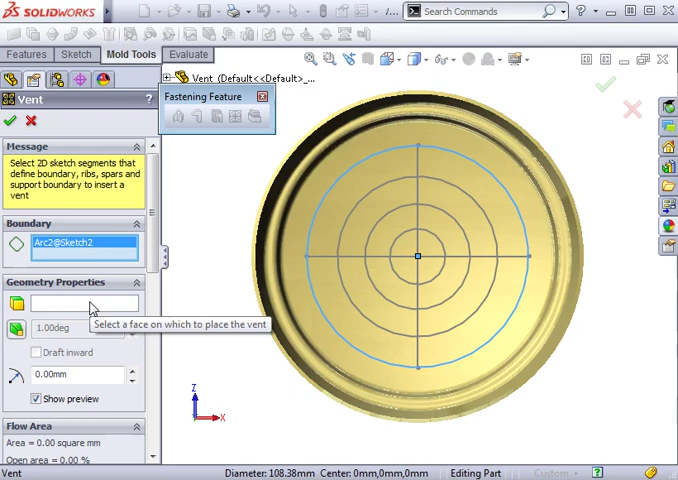 SOLIDWORKS
/...
Search Commands
Features
Sketch
Mold Tools
Evaluate
Vent (Default<<Default>_...
Vent
?
Fastening Feature
Message
Select 2D sketch segments that
define boundary, ribs, spars and
support boundary to insert a
vent
Boundary
Arc2@Sketch2
Geometry Properties
Select a face on which to place the vent
1.00deg
Draft inward
0.00mm
Show preview
Flow Area
Area = 0.00 square mm
Open area = 0.00 %
Z
X
Vent
Diameter: 108.38mm Center: 0mm,0mm,0mm
Editing Part
Custom
?